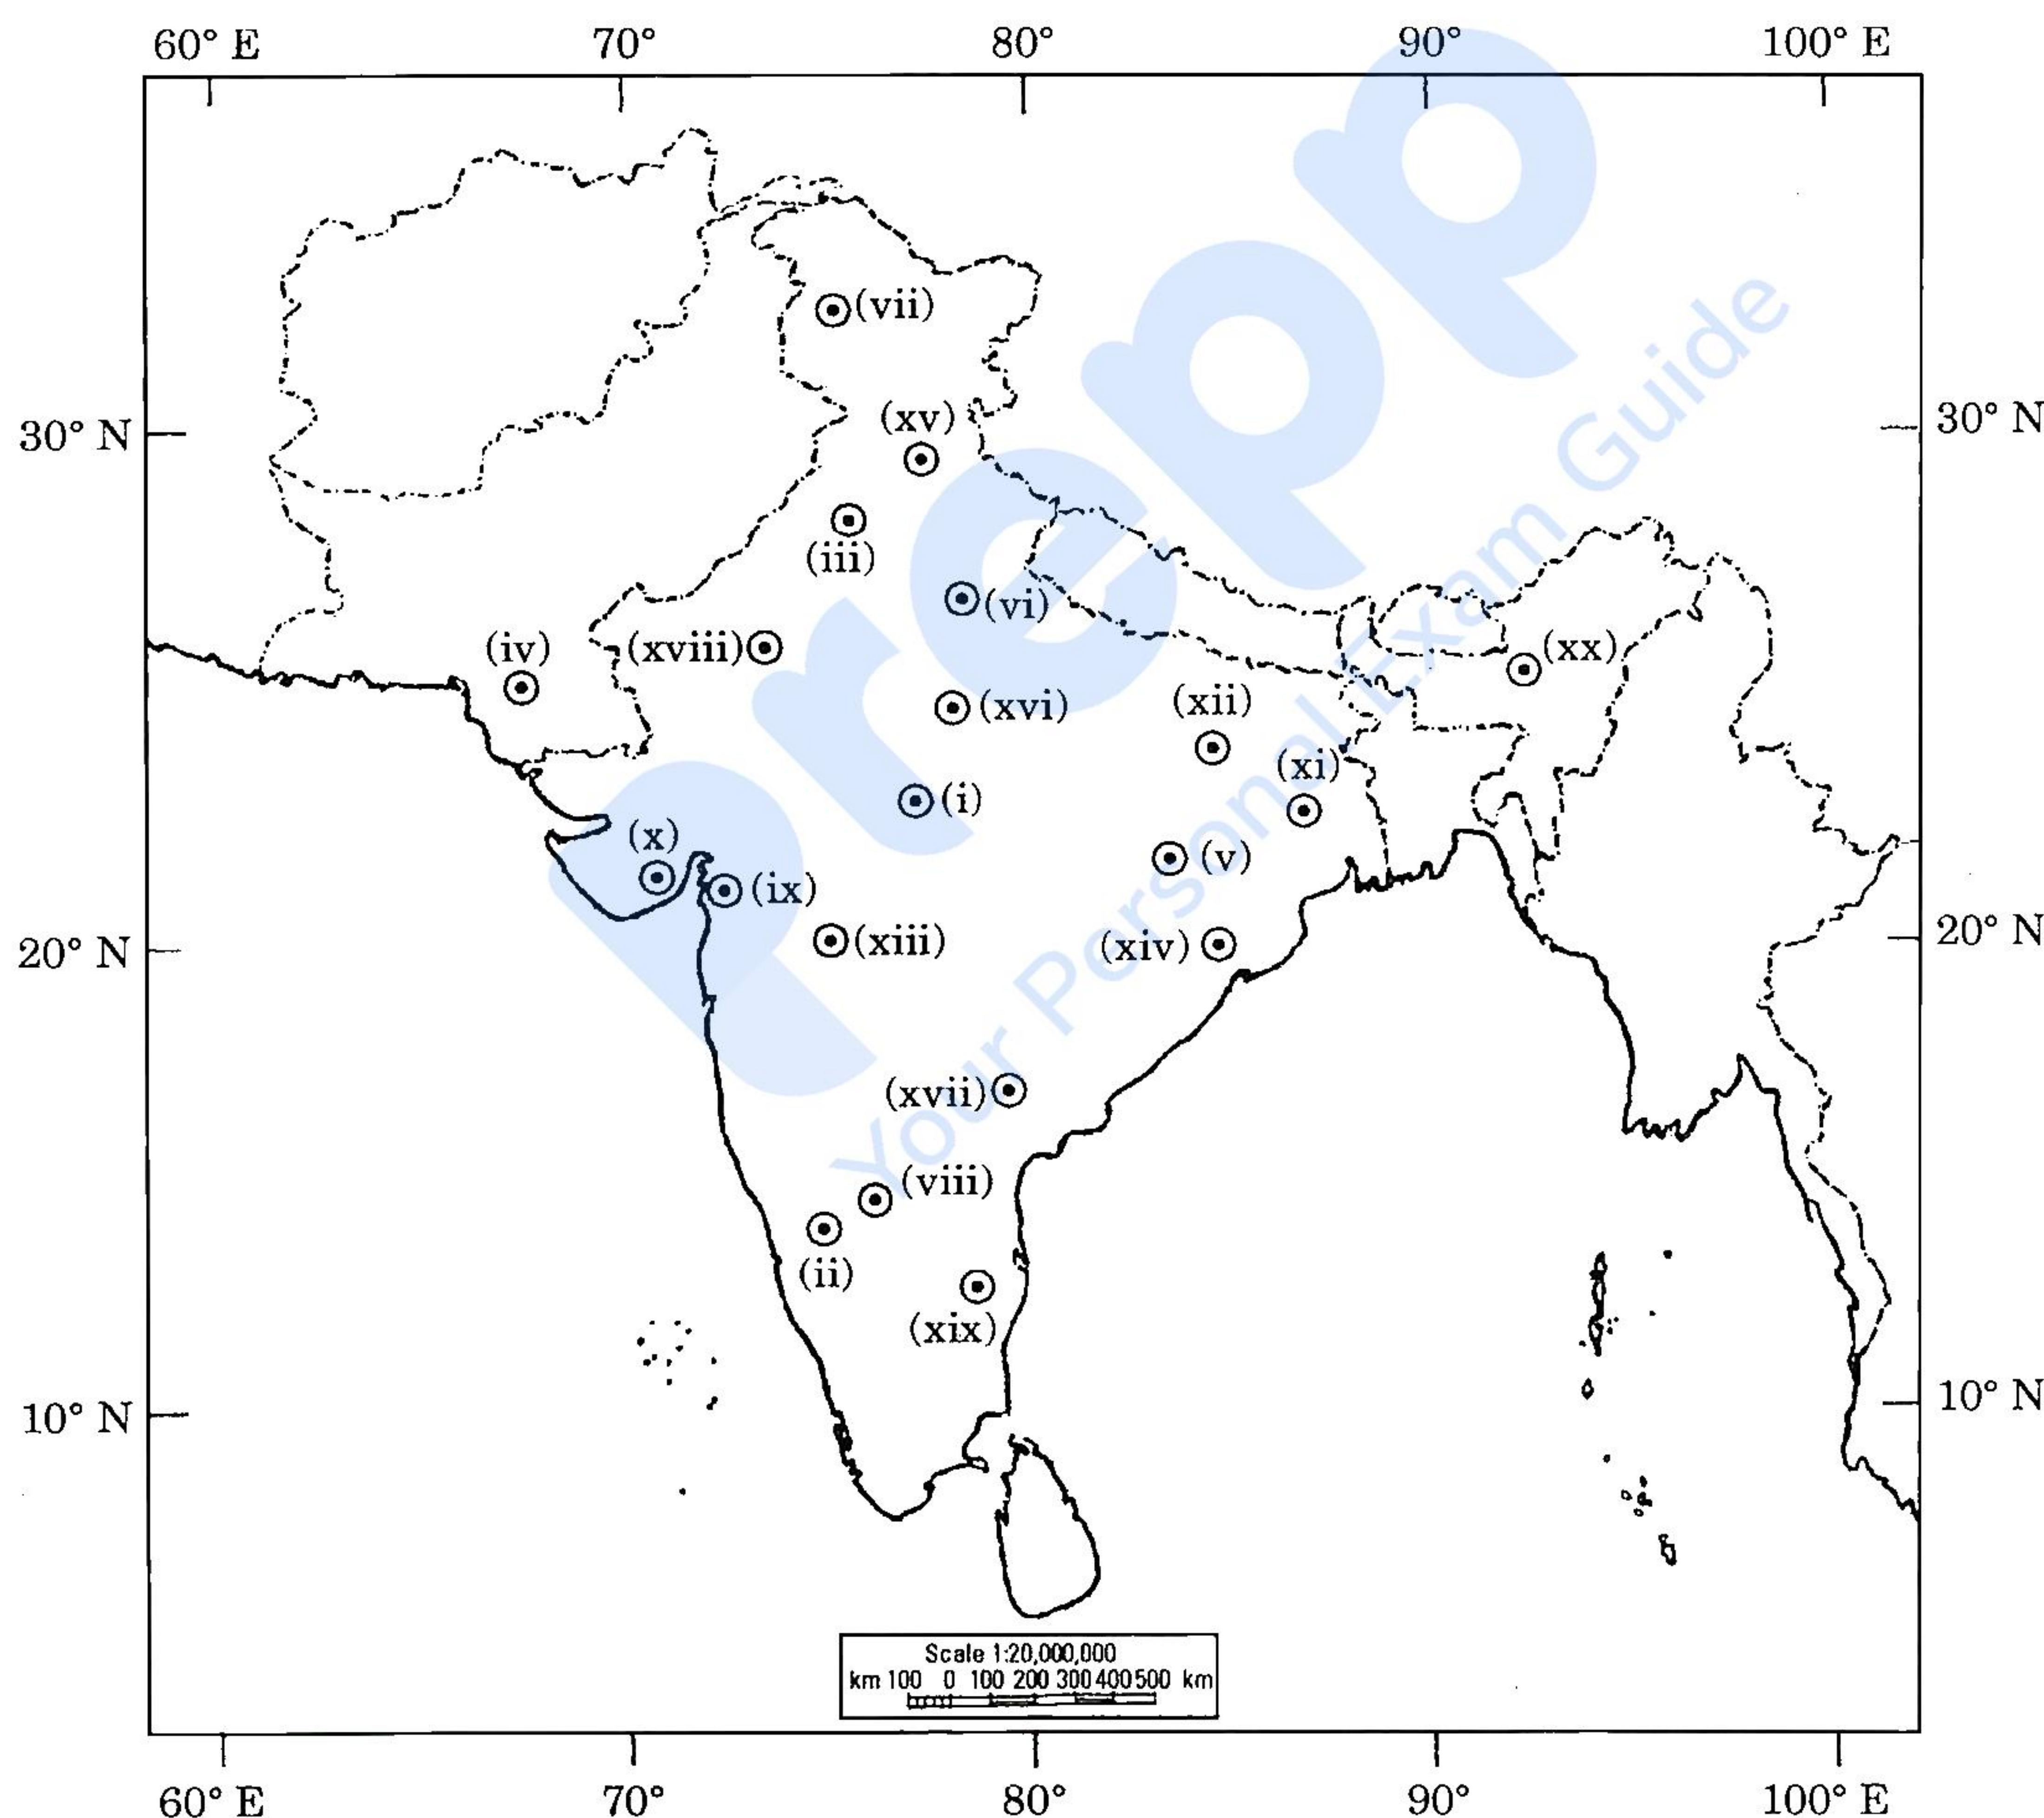 60° E 70° 80° 90° 100° E
(vii)
30° N 30° N
(xv)
(iii)
(vi)
(iv) (xviii) (xx)
(xvi) (xii)
(xi)
(i)
(x)
(v)
(ix)
(xiii) (xiv)
20° N 20° N
(xvii)
(viii)
(ii)
(xix)
10° N 10° N
Scale 1:20,000,000
km 100 0 100 200 300 400 500 km
60° E 70° 80° 90° 100° E
prepp
Your Personal Exam Guide